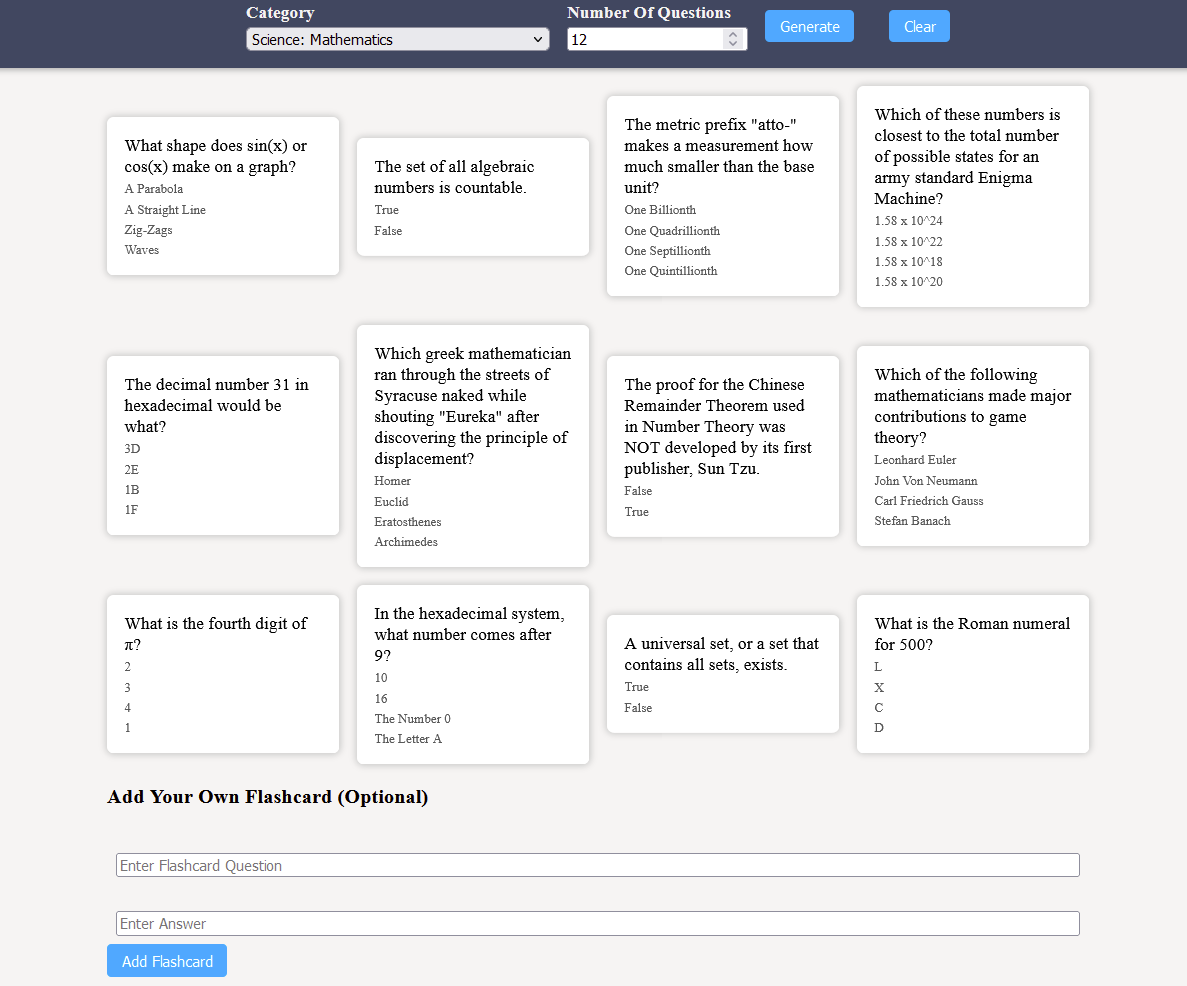 Category
Number Of Questions
Science: Mathematics
12
Generate
Clear
What shape does sin(x) or
cos(x) make on a graph?
A Parabola
A Straight Line
Zig-Zags
Waves
The set of all algebraic
numbers is countable.
True
False
The metric prefix "atto-"
makes a measurement how
much smaller than the base
unit?
One Billionth
One Quadrillionth
One Septillionth
One Quintillionth
Which of these numbers is
closest to the total number
of possible states for an
army standard Enigma
Machine?
1.58 x 10^24
1.58 x 10^22
1.58 x 10^18
1.58 x 10^20
The decimal number 31 in
hexadecimal would be
what?
3D
2E
1B
1F
Which greek mathematician
ran through the streets of
Syracuse naked while
shouting "Eureka" after
discovering the principle of
displacement?
Homer
Euclid
Eratosthenes
Archimedes
The proof for the Chinese
Remainder Theorem used
in Number Theory was
NOT developed by its first
publisher, Sun Tzu.
False
True
Which of the following
mathematicians made major
contributions to game
theory?
Leonhard Euler
John Von Neumann
Carl Friedrich Gauss
Stefan Banach
What is the fourth digit of
π?
2
3
4
1
In the hexadecimal system,
what number comes after
9?
10
16
The Number 0
The Letter A
A universal set, or a set that
contains all sets, exists.
True
False
What is the Roman numeral
for 500?
L
X
C
D
Add Your Own Flashcard (Optional)
Enter Flashcard Question
Enter Answer
Add Flashcard